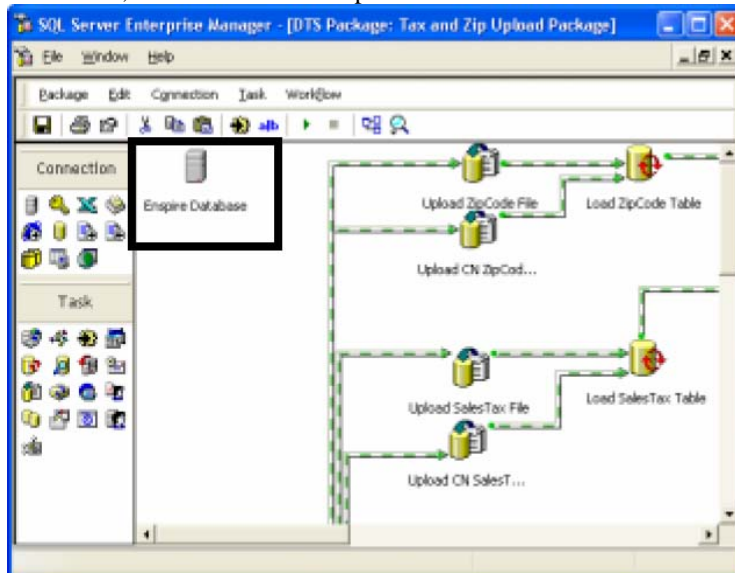 SQL Server Enterprise Manager - [DTS Package: Tax and Zip Upload Package]
File Window Help
Package Edit Connection Task Workflow
Connection
Enspire Database
Upload ZipCode File
Load ZipCode Table
Upload CN ZipCod...
Task
Upload SalesTax File
Load SalesTax Table
Upload CN SalesT...